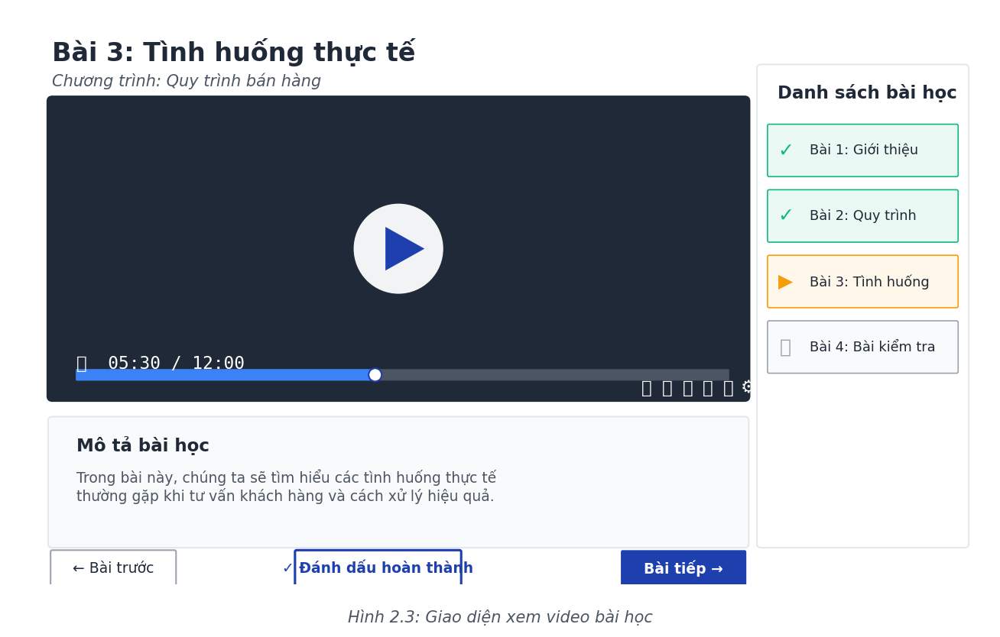 Bài 3: Tình huống thực tế
Chương trình: Quy trình bán hàng
05:30 / 12:00
Mô tả bài học
Trong bài này, chúng ta sẽ tìm hiểu các tình huống thực tế
thường gặp khi tư vấn khách hàng và cách xử lý hiệu quả.
← Bài trước
✓ Đánh dấu hoàn thành
Bài tiếp →
Danh sách bài học
✓ Bài 1: Giới thiệu
✓ Bài 2: Quy trình
▶ Bài 3: Tình huống
Bài 4: Bài kiểm tra
Hình 2.3: Giao diện xem video bài học